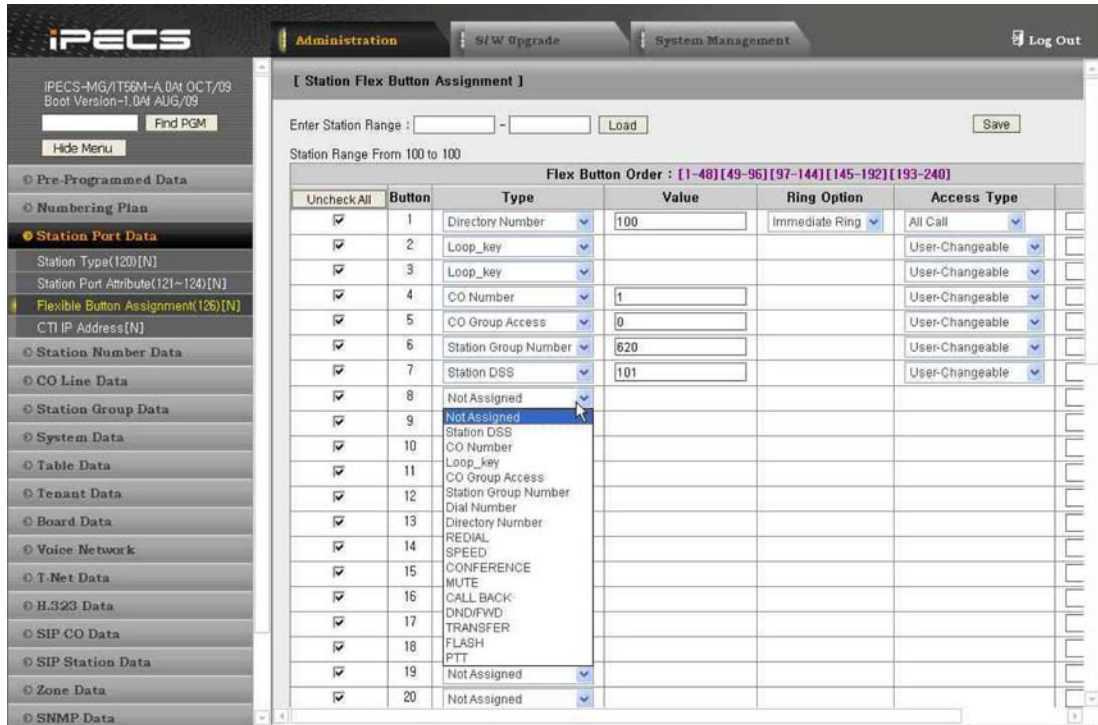 iPECS
Administration
S/W Upgrade
System Management
Log Out
IPECS-MG/IT56M-A.0Af OCT/09
Boot Version-1.0Af AUG/09
Find PGM
Hide Menu
Pre-Programmed Data
Numbering Plan
Station Port Data
Station Type(120)[N]
Station Port Attribute(121~124)[N]
Flexible Button Assignment(126)[N]
CTI IP Address[N]
Station Number Data
CO Line Data
Station Group Data
System Data
Table Data
Tenant Data
Board Data
Voice Network
T-Net Data
H.323 Data
SIP CO Data
SIP Station Data
Zone Data
SNMP Data
[ Station Flex Button Assignment ]
Enter Station Range : - Load Save
Station Range From 100 to 100
Flex Button Order : [1-48][49-96][97-144][145-192][193-240]
Uncheck All Button Type Value Ring Option Access Type
1 Directory Number 100 Immediate Ring All Call
2 Loop_key User-Changeable
3 Loop_key User-Changeable
4 CO Number 1 User-Changeable
5 CO Group Access 0 User-Changeable
6 Station Group Number 620 User-Changeable
7 Station DSS 101 User-Changeable
8 Not Assigned
9
10
11
12
13
14
15
16
17
18
Not Assigned
Station DSS
CO Number
Loop_key
CO Group Access
Station Group Number
Dial Number
Directory Number
REDIAL
SPEED
CONFERENCE
MUTE
CALL BACK
DND/FWD
TRANSFER
FLASH
PTT
19 Not Assigned
20 Not Assigned